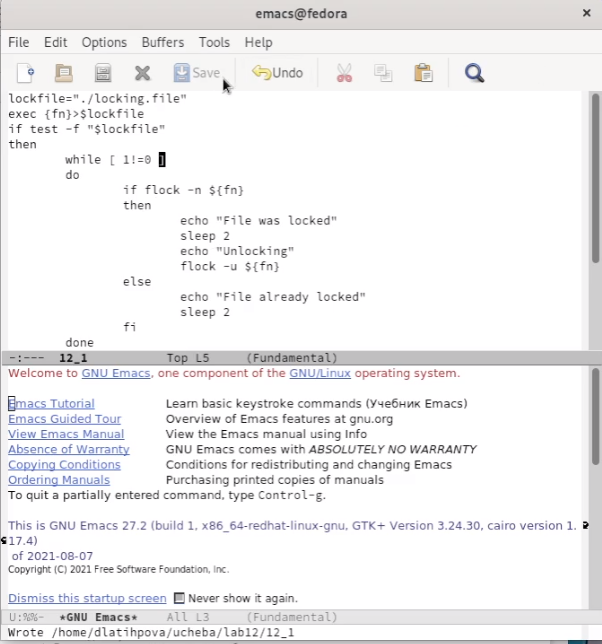 emacs@fedora
×
File Edit Options Buffers Tools Help
Save Undo
lockfile="./locking.file"
exec {fn}>$lockfile
if test -f "$lockfile"
then
while [ 1!=0 ]
do
if flock -n ${fn}
then
echo "File was locked"
sleep 2
echo "Unlocking"
flock -u ${fn}
else
echo "File already locked"
sleep 2
fi
done
-:--- 12_1 Top L5 (Fundamental)
Welcome to GNU Emacs, one component of the GNU/Linux operating system.
Emacs Tutorial Learn basic keystroke commands (Учебник Emacs)
Emacs Guided Tour Overview of Emacs features at gnu.org
View Emacs Manual View the Emacs manual using Info
Absence of Warranty GNU Emacs comes with ABSOLUTELY NO WARRANTY
Copying Conditions Conditions for redistributing and changing Emacs
Ordering Manuals Purchasing printed copies of manuals
To quit a partially entered command, type Control-g.
This is GNU Emacs 27.2 (build 1, x86_64-redhat-linux-gnu, GTK+ Version 3.24.30, cairo version 1.
17.4)
of 2021-08-07
Copyright (C) 2021 Free Software Foundation, Inc.
Dismiss this startup screen Never show it again.
U:%%- *GNU Emacs* All L3 (Fundamental)
Wrote /home/dlatihpova/ucheba/lab12/12_1